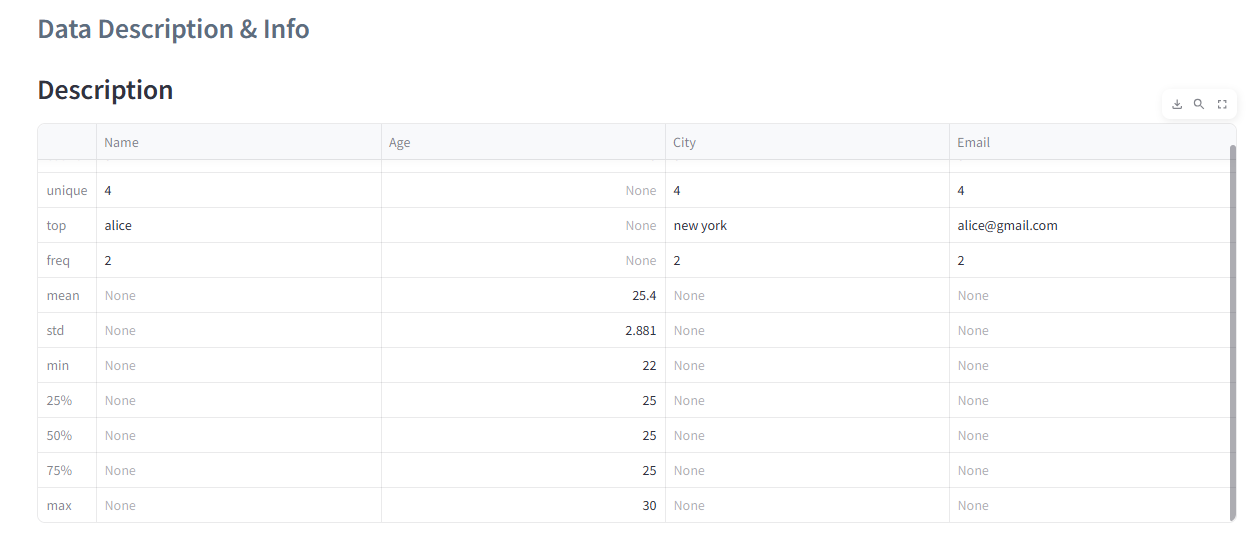 Data Description & Info
Description
Name Age City Email
unique 4 None 4 4
top alice None new york alice@gmail.com
freq 2 None 2 2
mean None 25.4 None None
std None 2.881 None None
min None 22 None None
25% None 25 None None
50% None 25 None None
75% None 25 None None
max None 30 None None